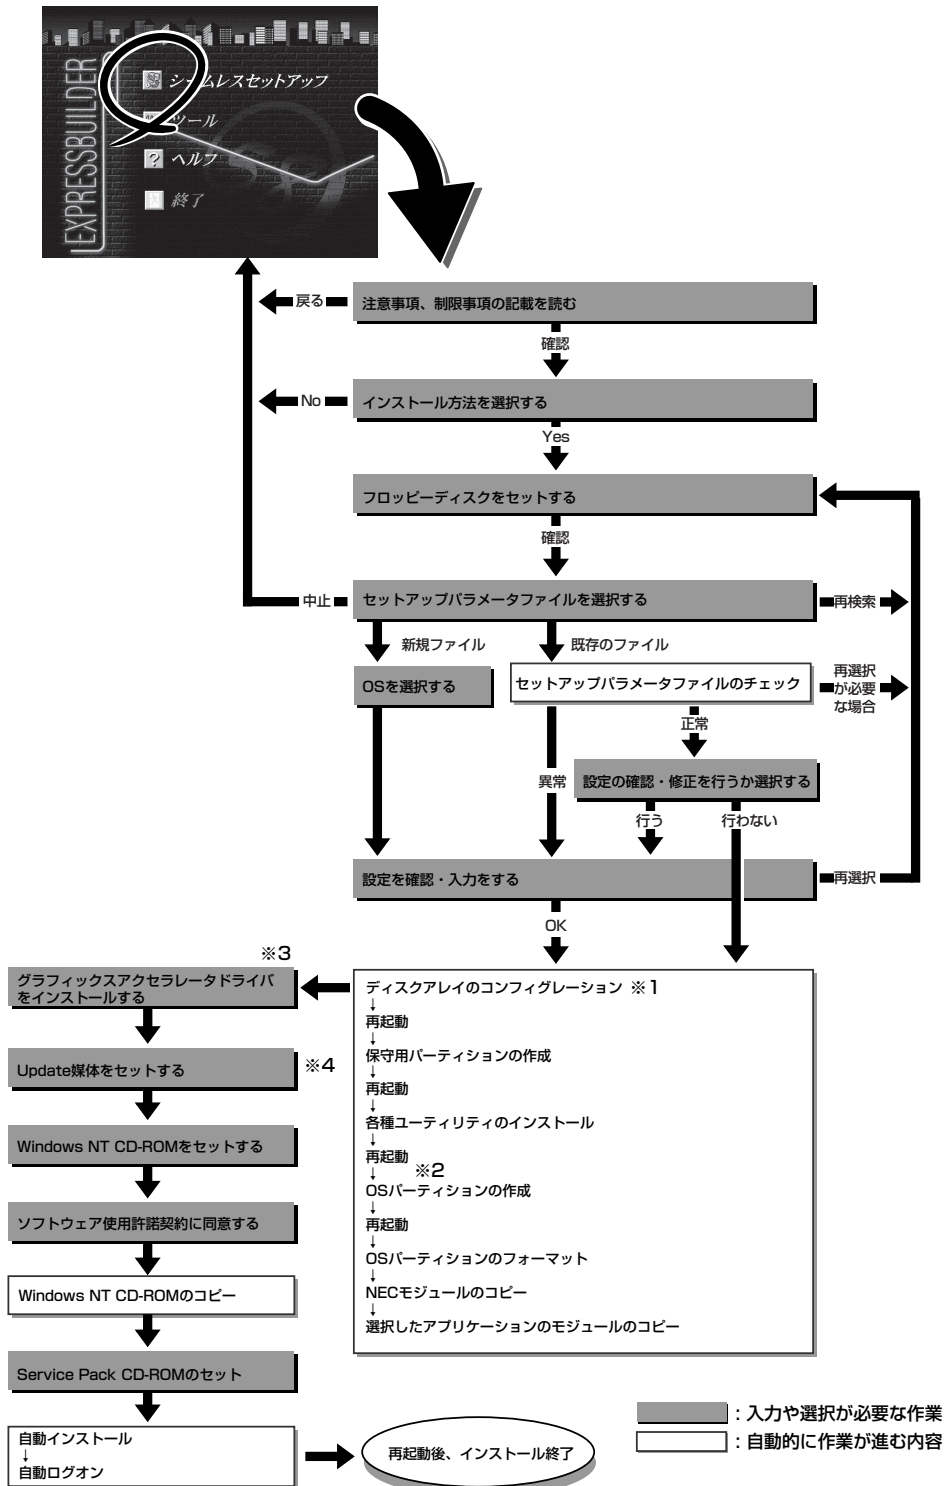 EXPRESSBUILDER
シームレスセットアップ
ツール
ヘルプ
終了
戻る
注意事項、制限事項の記載を読む
確認
No
インストール方法を選択する
Yes
フロッピーディスクをセットする
確認
中止
セットアップパラメータファイルを選択する
再検索
新規ファイル
既存のファイル
OSを選択する
セットアップパラメータファイルのチェック
再選択
が必要
な場合
正常
異常
設定の確認・修正を行うか選択する
行う
行わない
設定を確認・入力をする
再選択
OK
※3
グラフィックスアクセラレータドライバ
をインストールする
Update媒体をセットする
※4
Windows NT CD-ROMをセットする
ソフトウェア使用許諾契約に同意する
Windows NT CD-ROMのコピー
Service Pack CD-ROMのセット
自動インストール
↓
自動ログオン
ディスクアレイのコンフィグレーション ※1
↓
再起動
↓
保守用パーティションの作成
↓
再起動
↓
各種ユーティリティのインストール
↓
再起動
↓ ※2
OSパーティションの作成
↓
再起動
↓
OSパーティションのフォーマット
↓
NECモジュールのコピー
↓
選択したアプリケーションのモジュールのコピー
再起動後、インストール終了
：入力や選択が必要な作業
：自動的に作業が進む内容